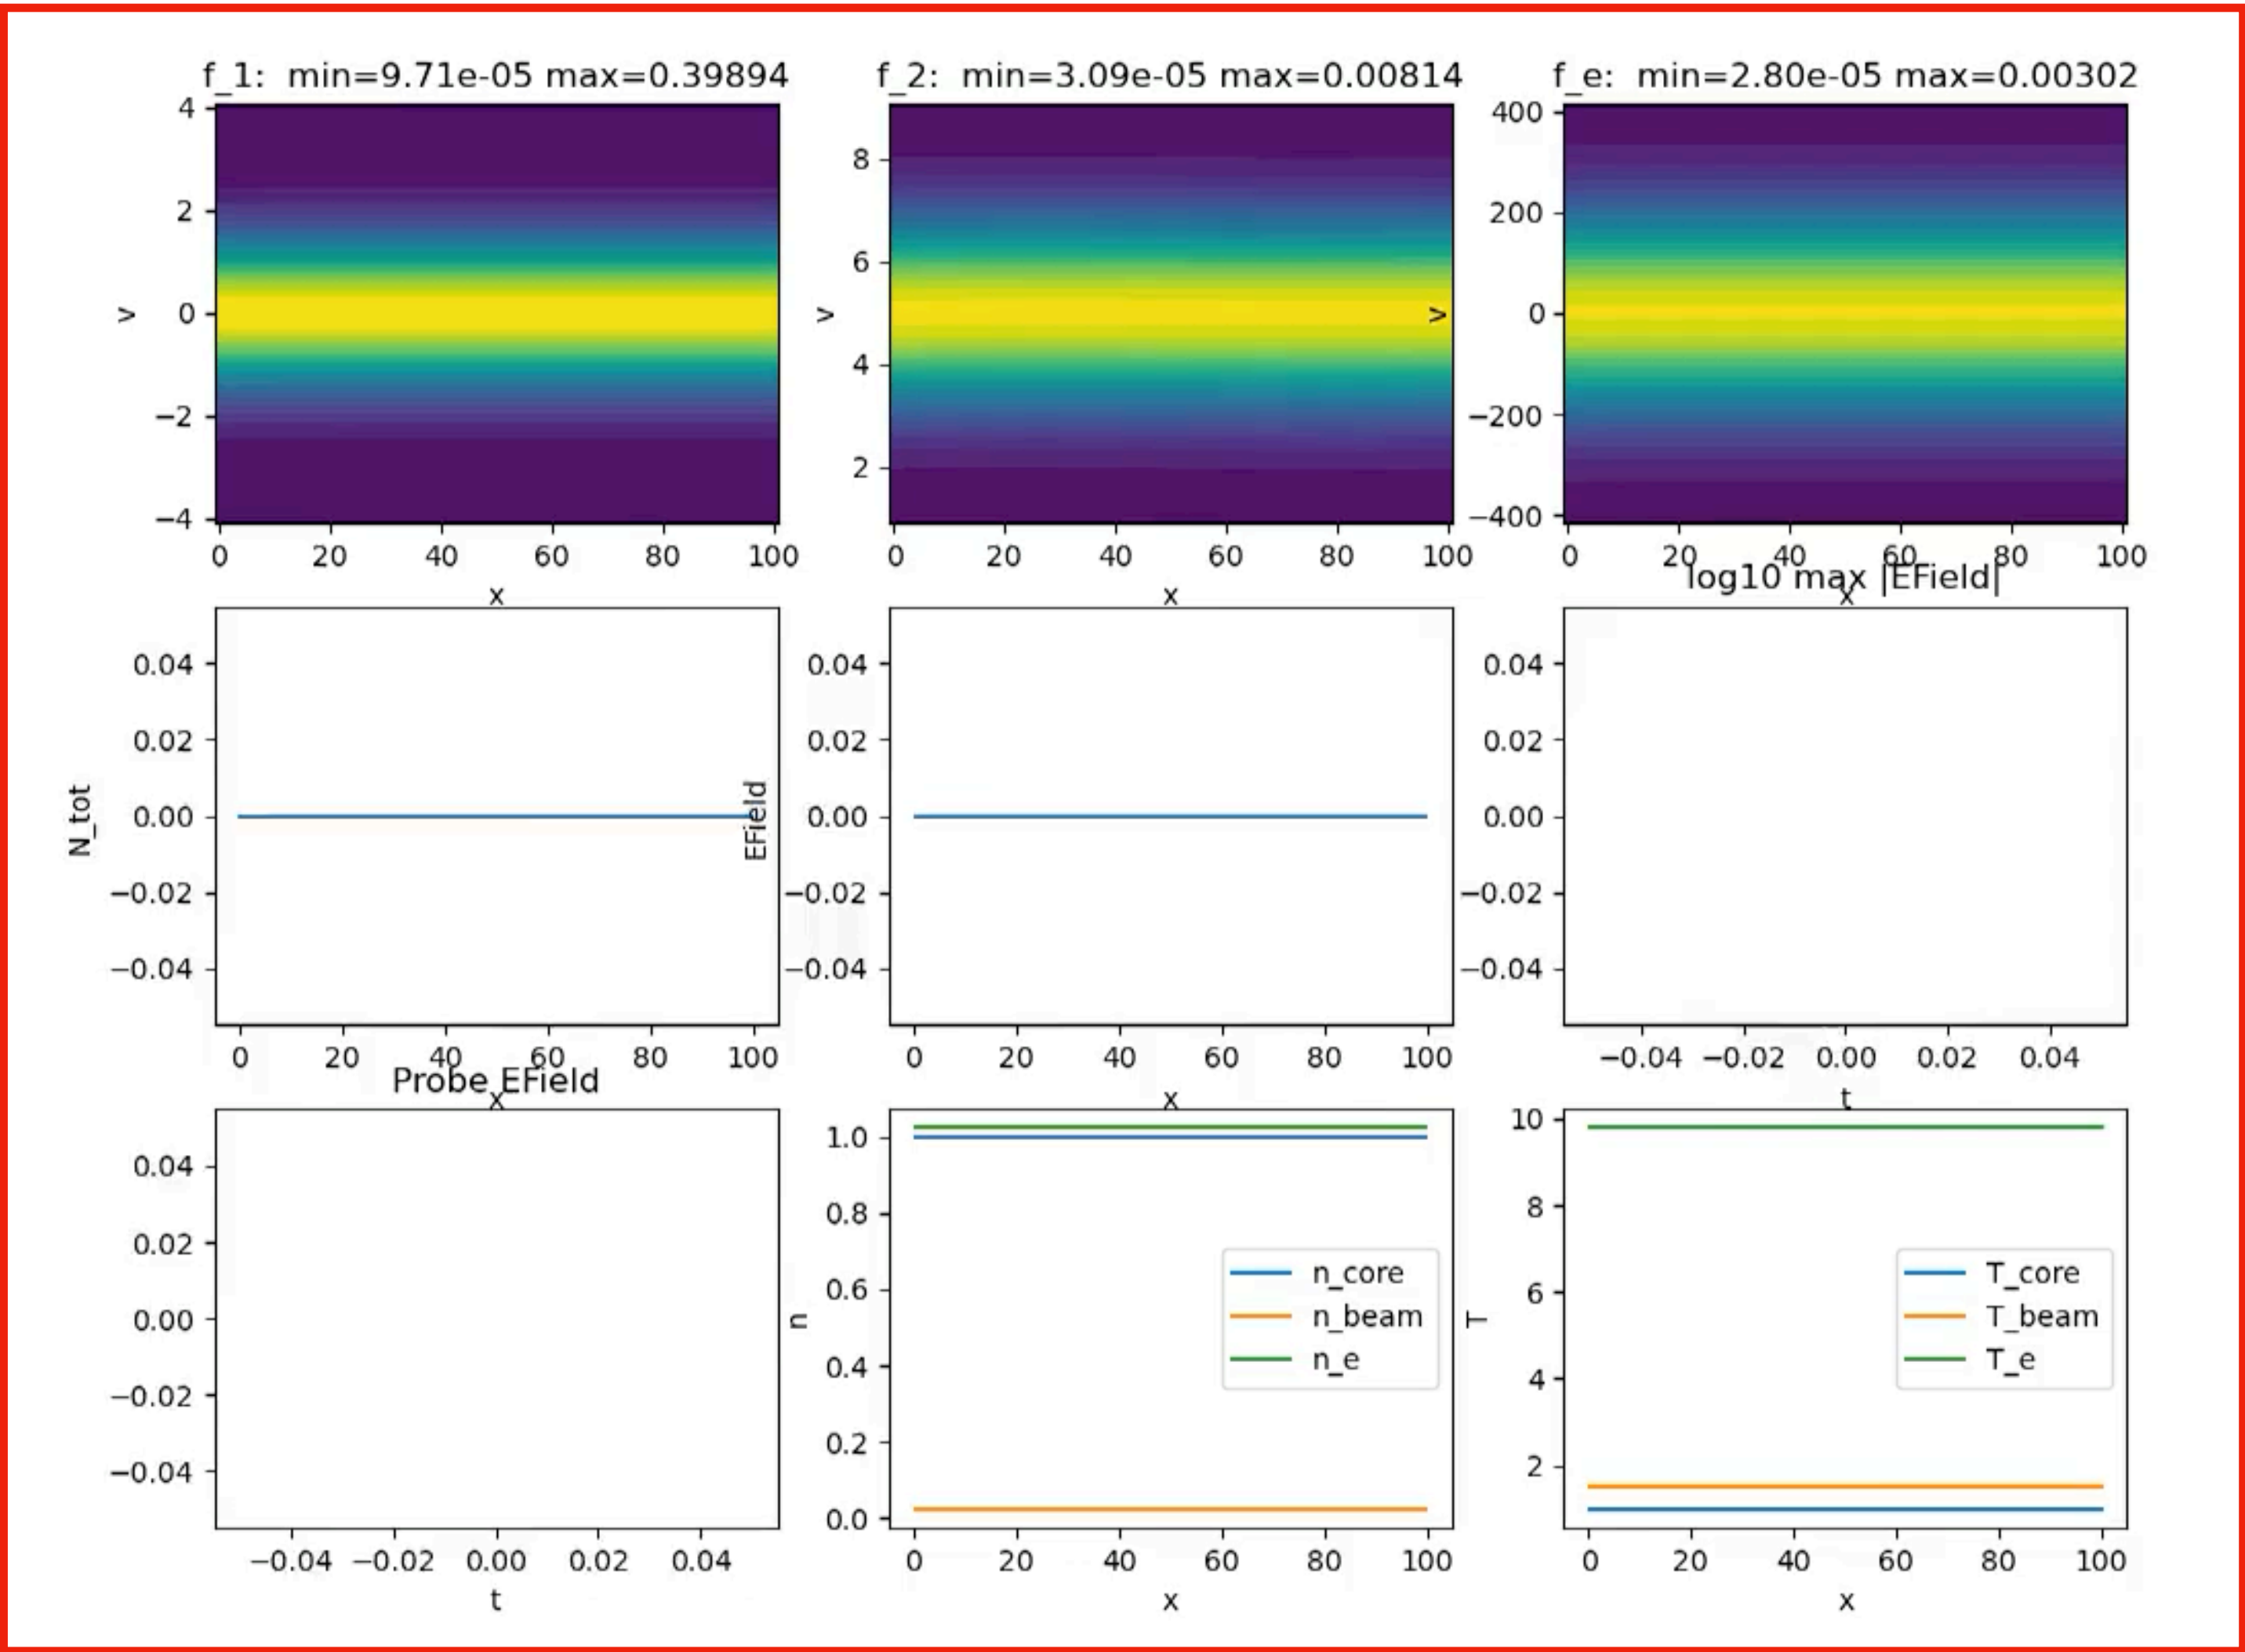 f_1:  min=9.71e-05 max=0.39894
4
2
0
−2
−4
v
0 20 40 60 80 100
x
f_2:  min=3.09e-05 max=0.00814
8
6
4
2
v
0 20 40 60 80 100
x
f_e:  min=2.80e-05 max=0.00302
400
200
0
−200
−400
v
0 20 40 60 80 100
x
0.04
0.02
0.00
−0.02
−0.04
N_tot
0 20 40 60 80 100
x
0.04
0.02
0.00
−0.02
−0.04
EField
0 20 40 60 80 100
x
log10 max |EField|
0.04
0.02
0.00
−0.02
−0.04
−0.04 −0.02 0.00 0.02 0.04
t
Probe EField
0.04
0.02
0.00
−0.02
−0.04
−0.04 −0.02 0.00 0.02 0.04
t
1.0
0.8
0.6
0.4
0.2
0.0
n
n_core
n_beam
n_e
0 20 40 60 80 100
x
10
8
6
4
2
T
T_core
T_beam
T_e
0 20 40 60 80 100
x